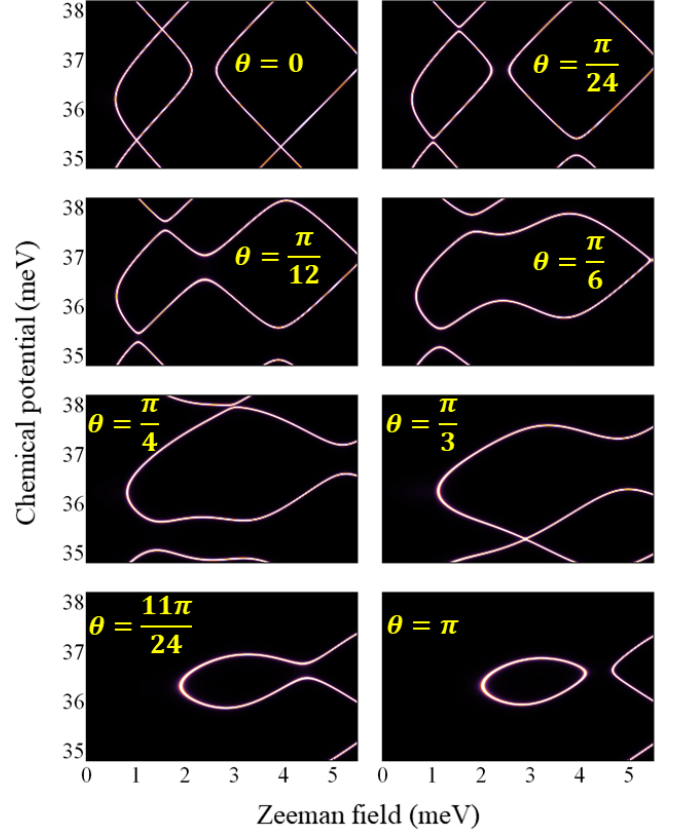 38
37
36
35
θ = 0
θ = π/24
38
37
36
35
θ = π/12
θ = π/6
Chemical potential (meV)
38
37
36
35
θ = π/4
θ = π/3
38
37
36
35
θ = 11π/24
θ = π
0 1 2 3 4 5
0 1 2 3 4 5
Zeeman field (meV)